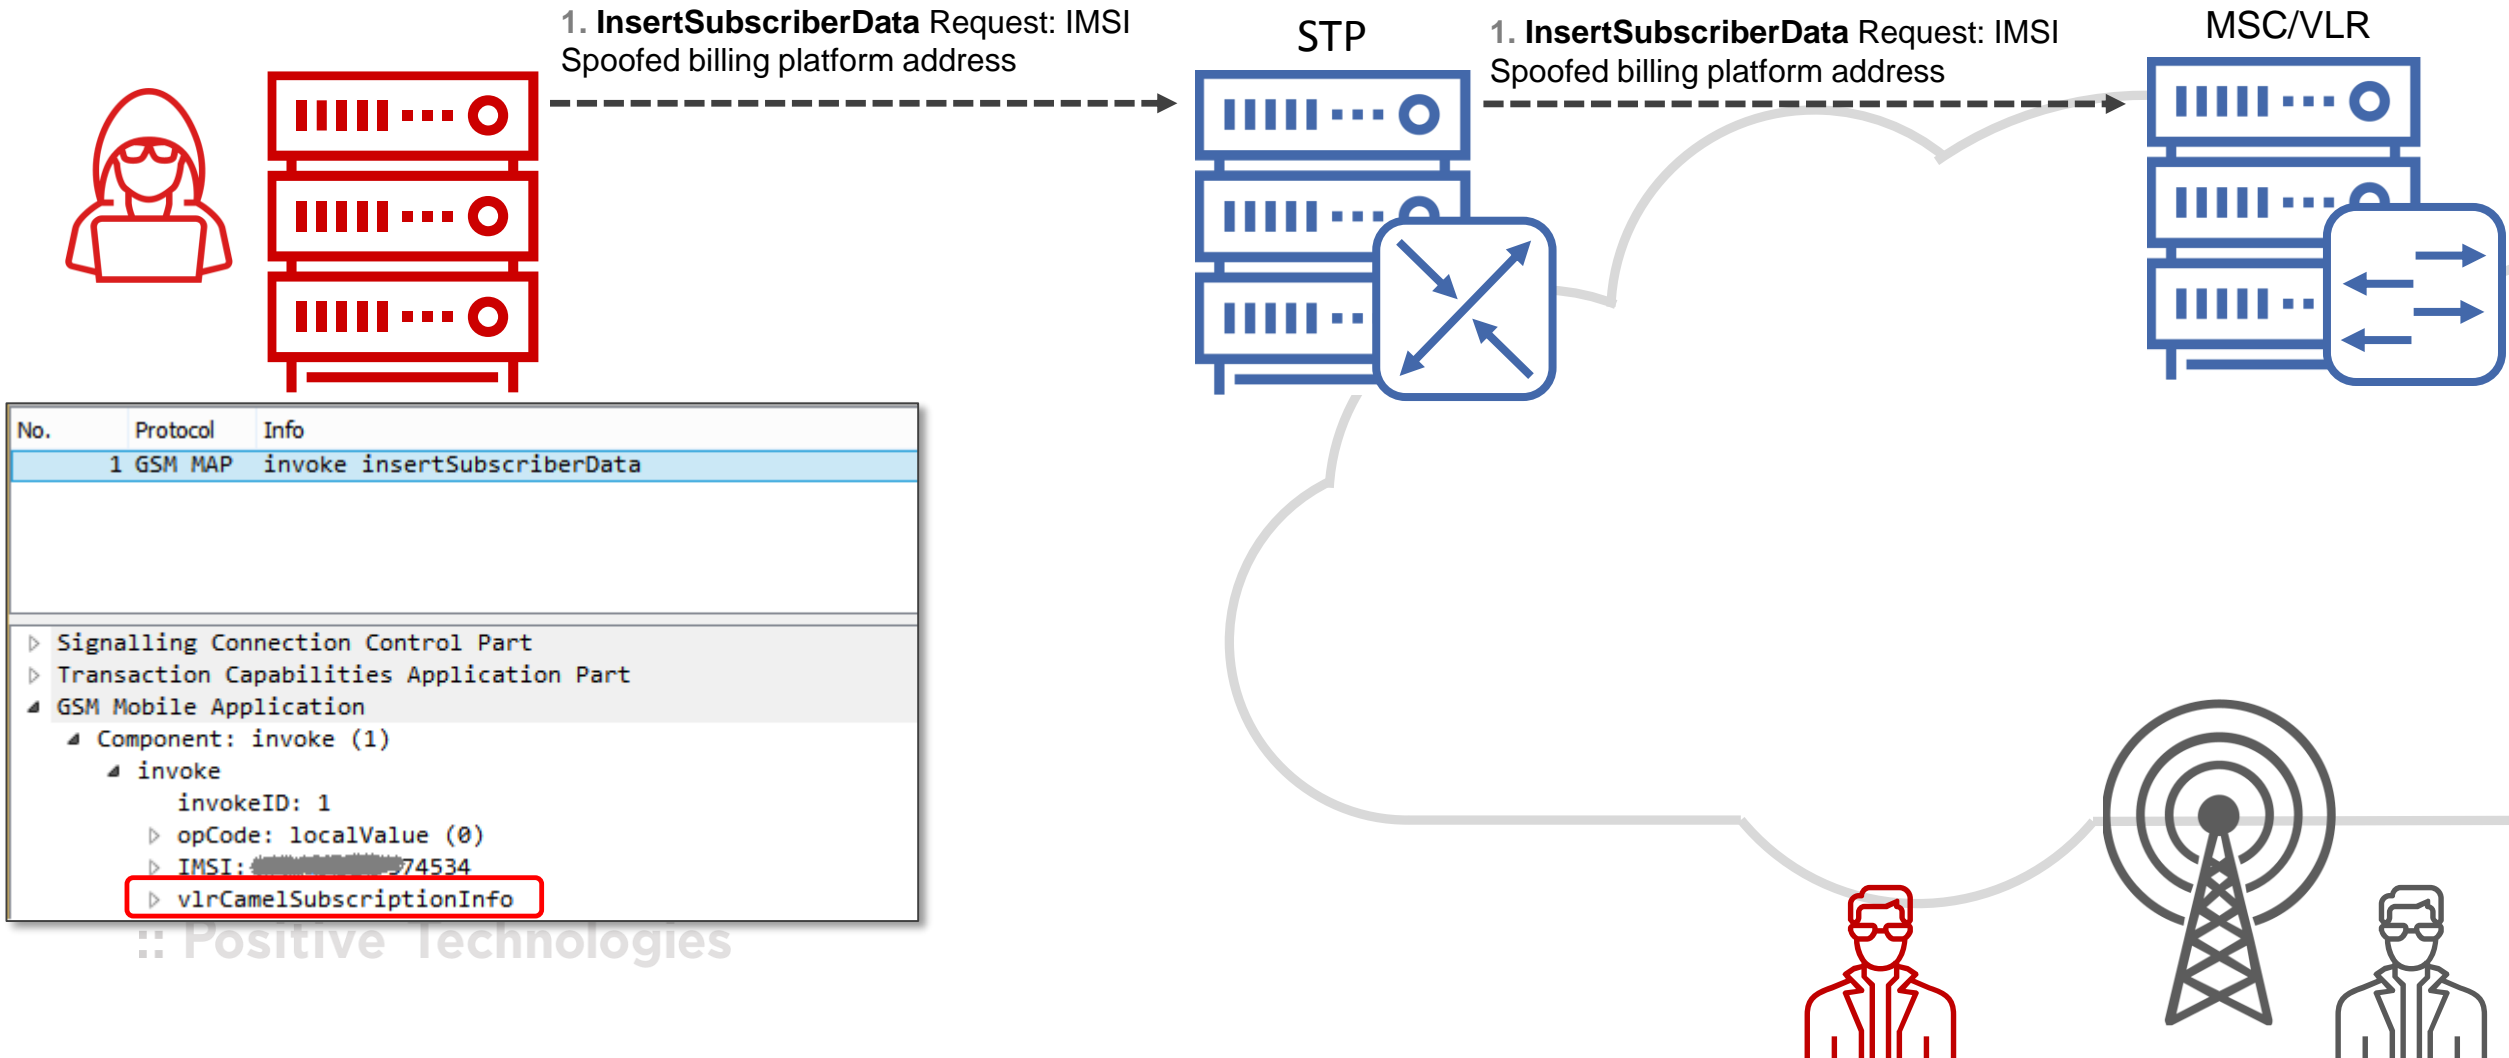 1. InsertSubscriberData Request: IMSI
Spoofed billing platform address
STP
1. InsertSubscriberData Request: IMSI
Spoofed billing platform address
MSC/VLR
No. Protocol Info
1 GSM MAP invoke insertSubscriberData
Signalling Connection Control Part
Transaction Capabilities Application Part
GSM Mobile Application
Component: invoke (1)
invoke
invokeID: 1
opCode: localValue (0)
IMSI: 74534
vlrCamelSubscriptionInfo
:: Positive Technologies